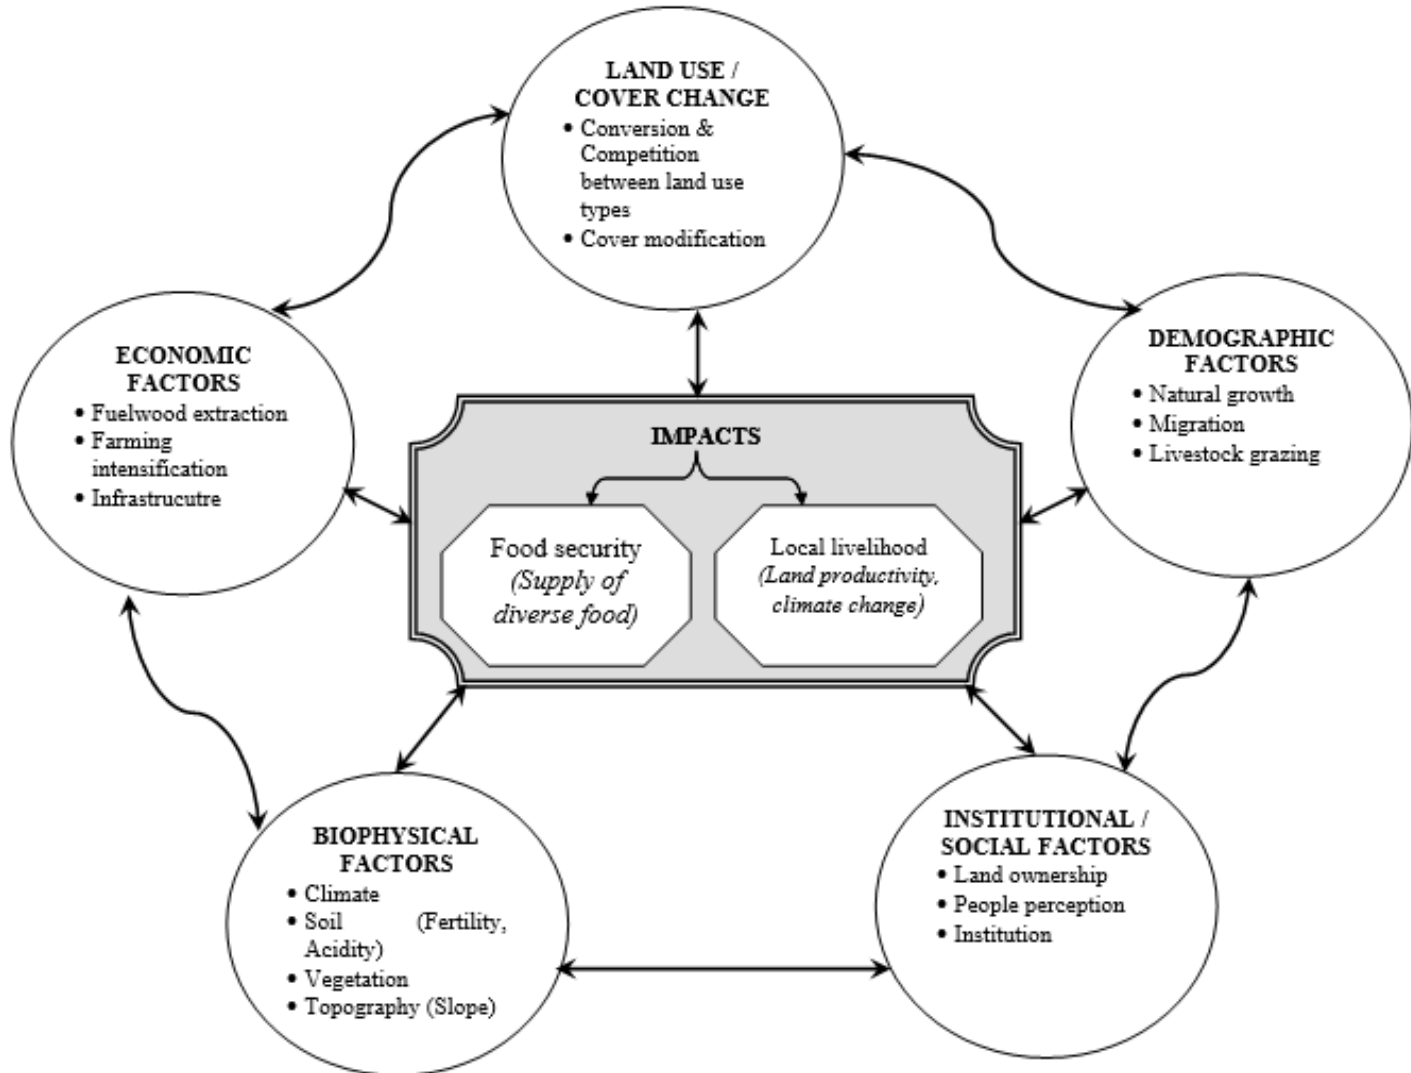 LAND USE /
COVER CHANGE
• Conversion &
Competition
between land use
types
• Cover modification
ECONOMIC
FACTORS
• Fuelwood extraction
• Farming
intensification
• Infrastrucutre
DEMOGRAPHIC
FACTORS
• Natural growth
• Migration
• Livestock grazing
IMPACTS
Food security
(Supply of
diverse food)
Local livelihood
(Land productivity,
climate change)
BIOPHYSICAL
FACTORS
• Climate
• Soil (Fertility,
Acidity)
• Vegetation
• Topography (Slope)
INSTITUTIONAL /
SOCIAL FACTORS
• Land ownership
• People perception
• Institution